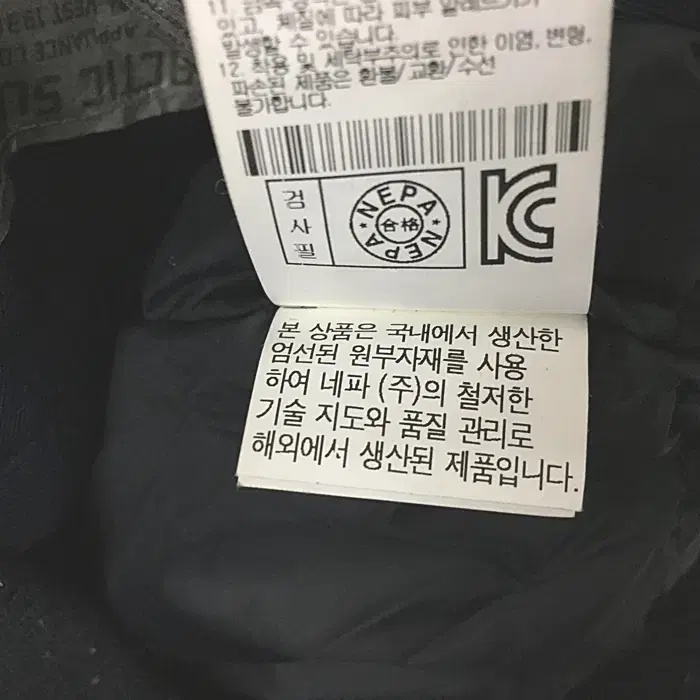 있고, 체질에 따라 피부 알레르기가
발생할 수 있습니다.
12. 착용 및 세탁부주의로 인한 이염, 변형,
파손된 제품은 환불/교환/수선
불가합니다.
검사필
NEPA
合格
NEPA
KC
본 상품은 국내에서 생산한
엄선된 원부자재를 사용
하여 네파 (주)의 철저한
기술 지도와 품질 관리로
해외에서 생산된 제품입니다.